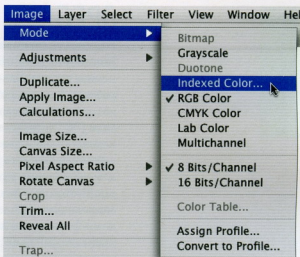 Image Layer Select Filter View Window He
Mode
Adjustments
Duplicate...
Apply Image...
Calculations...
Image Size...
Canvas Size...
Pixel Aspect Ratio
Rotate Canvas
Crop
Trim...
Reveal All
Trap...
Bitmap
Grayscale
Duotone
Indexed Color...
✓ RGB Color
CMYK Color
Lab Color
Multichannel
✓ 8 Bits/Channel
16 Bits/Channel
Color Table...
Assign Profile...
Convert to Profile...